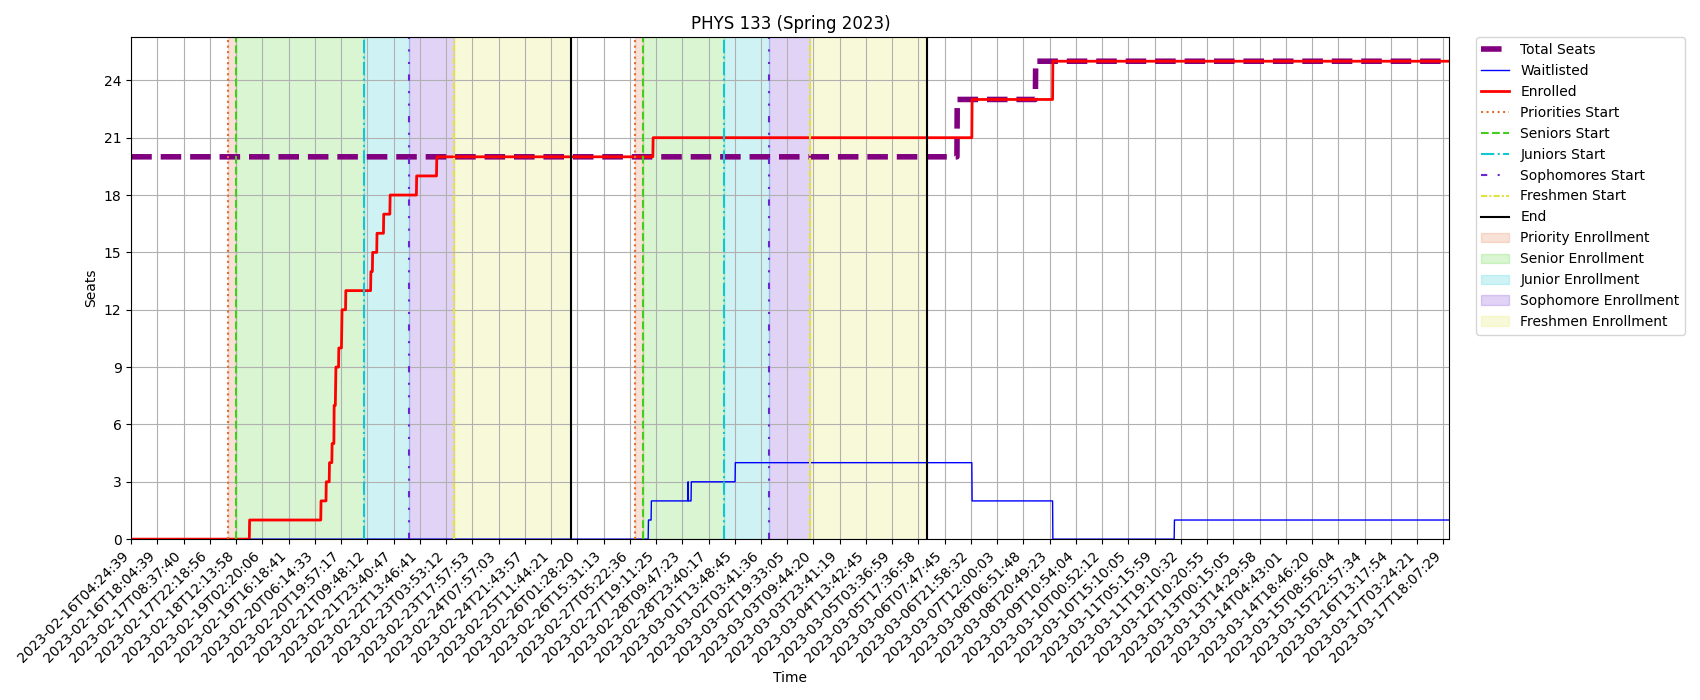 PHYS 133 (Spring 2023)
Seats
24
21
18
15
12
9
6
3
0
2023-02-16T04:24:39
2023-02-16T18:04:39
2023-02-17T08:37:40
2023-02-17T22:18:56
2023-02-18T12:13:58
2023-02-19T02:20:06
2023-02-19T16:18:41
2023-02-20T06:14:33
2023-02-20T19:57:17
2023-02-21T09:48:12
2023-02-21T23:40:47
2023-02-22T13:46:41
2023-02-23T03:53:12
2023-02-23T17:57:53
2023-02-24T07:57:03
2023-02-24T21:43:57
2023-02-25T11:44:21
2023-02-26T01:28:20
2023-02-26T15:31:13
2023-02-27T05:22:36
2023-02-27T19:11:25
2023-02-28T09:47:23
2023-02-28T23:40:17
2023-03-01T13:48:45
2023-03-02T03:41:36
2023-03-02T19:33:05
2023-03-03T09:44:20
2023-03-03T23:41:19
2023-03-04T13:42:45
2023-03-05T03:36:59
2023-03-05T17:36:58
2023-03-06T07:47:45
2023-03-06T21:58:32
2023-03-07T12:00:03
2023-03-08T06:51:48
2023-03-08T20:49:23
2023-03-09T10:54:04
2023-03-10T00:52:12
2023-03-10T15:10:05
2023-03-11T05:15:59
2023-03-11T19:10:32
2023-03-12T10:20:55
2023-03-13T00:15:05
2023-03-13T14:29:58
2023-03-14T04:43:01
2023-03-14T18:46:20
2023-03-15T08:56:04
2023-03-15T22:57:34
2023-03-16T13:17:54
2023-03-17T03:24:21
2023-03-17T18:07:29
Time
Total Seats
Waitlisted
Enrolled
Priorities Start
Seniors Start
Juniors Start
Sophomores Start
Freshmen Start
End
Priority Enrollment
Senior Enrollment
Junior Enrollment
Sophomore Enrollment
Freshmen Enrollment